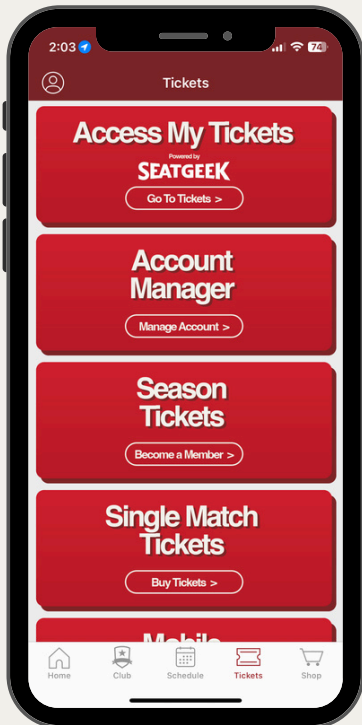 2:03
74
Tickets
Access My Tickets
Powered by
SEATGEEK
Go To Tickets >
Account
Manager
Manage Account >
Season
Tickets
Become a Member >
Single Match
Tickets
Buy Tickets >
Mobile
Home
Club
Schedule
Tickets
Shop